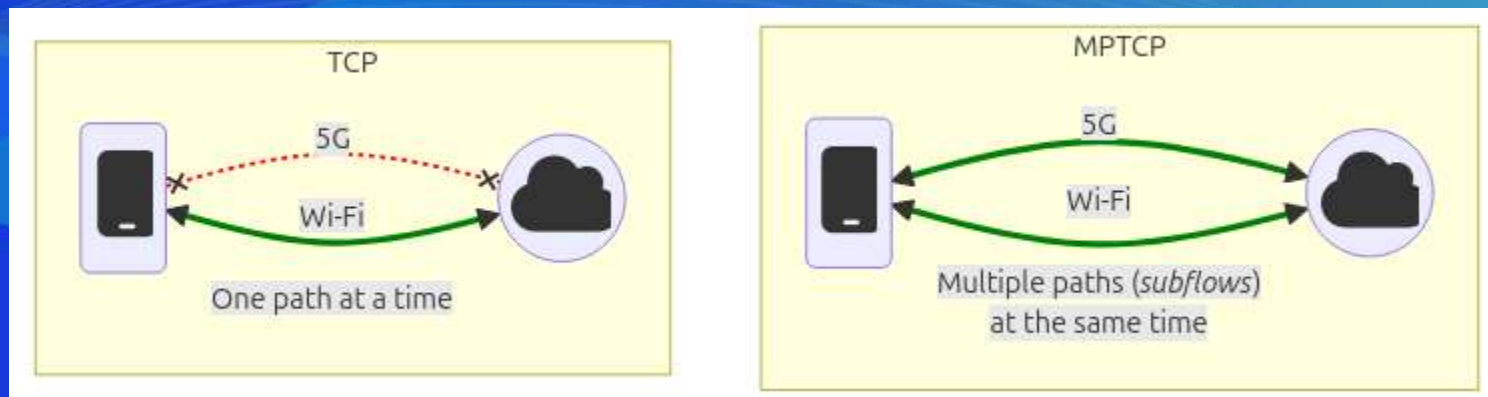 TCP
5G
Wi-Fi
One path at a time
MPTCP
5G
Wi-Fi
Multiple paths (subflows)
at the same time